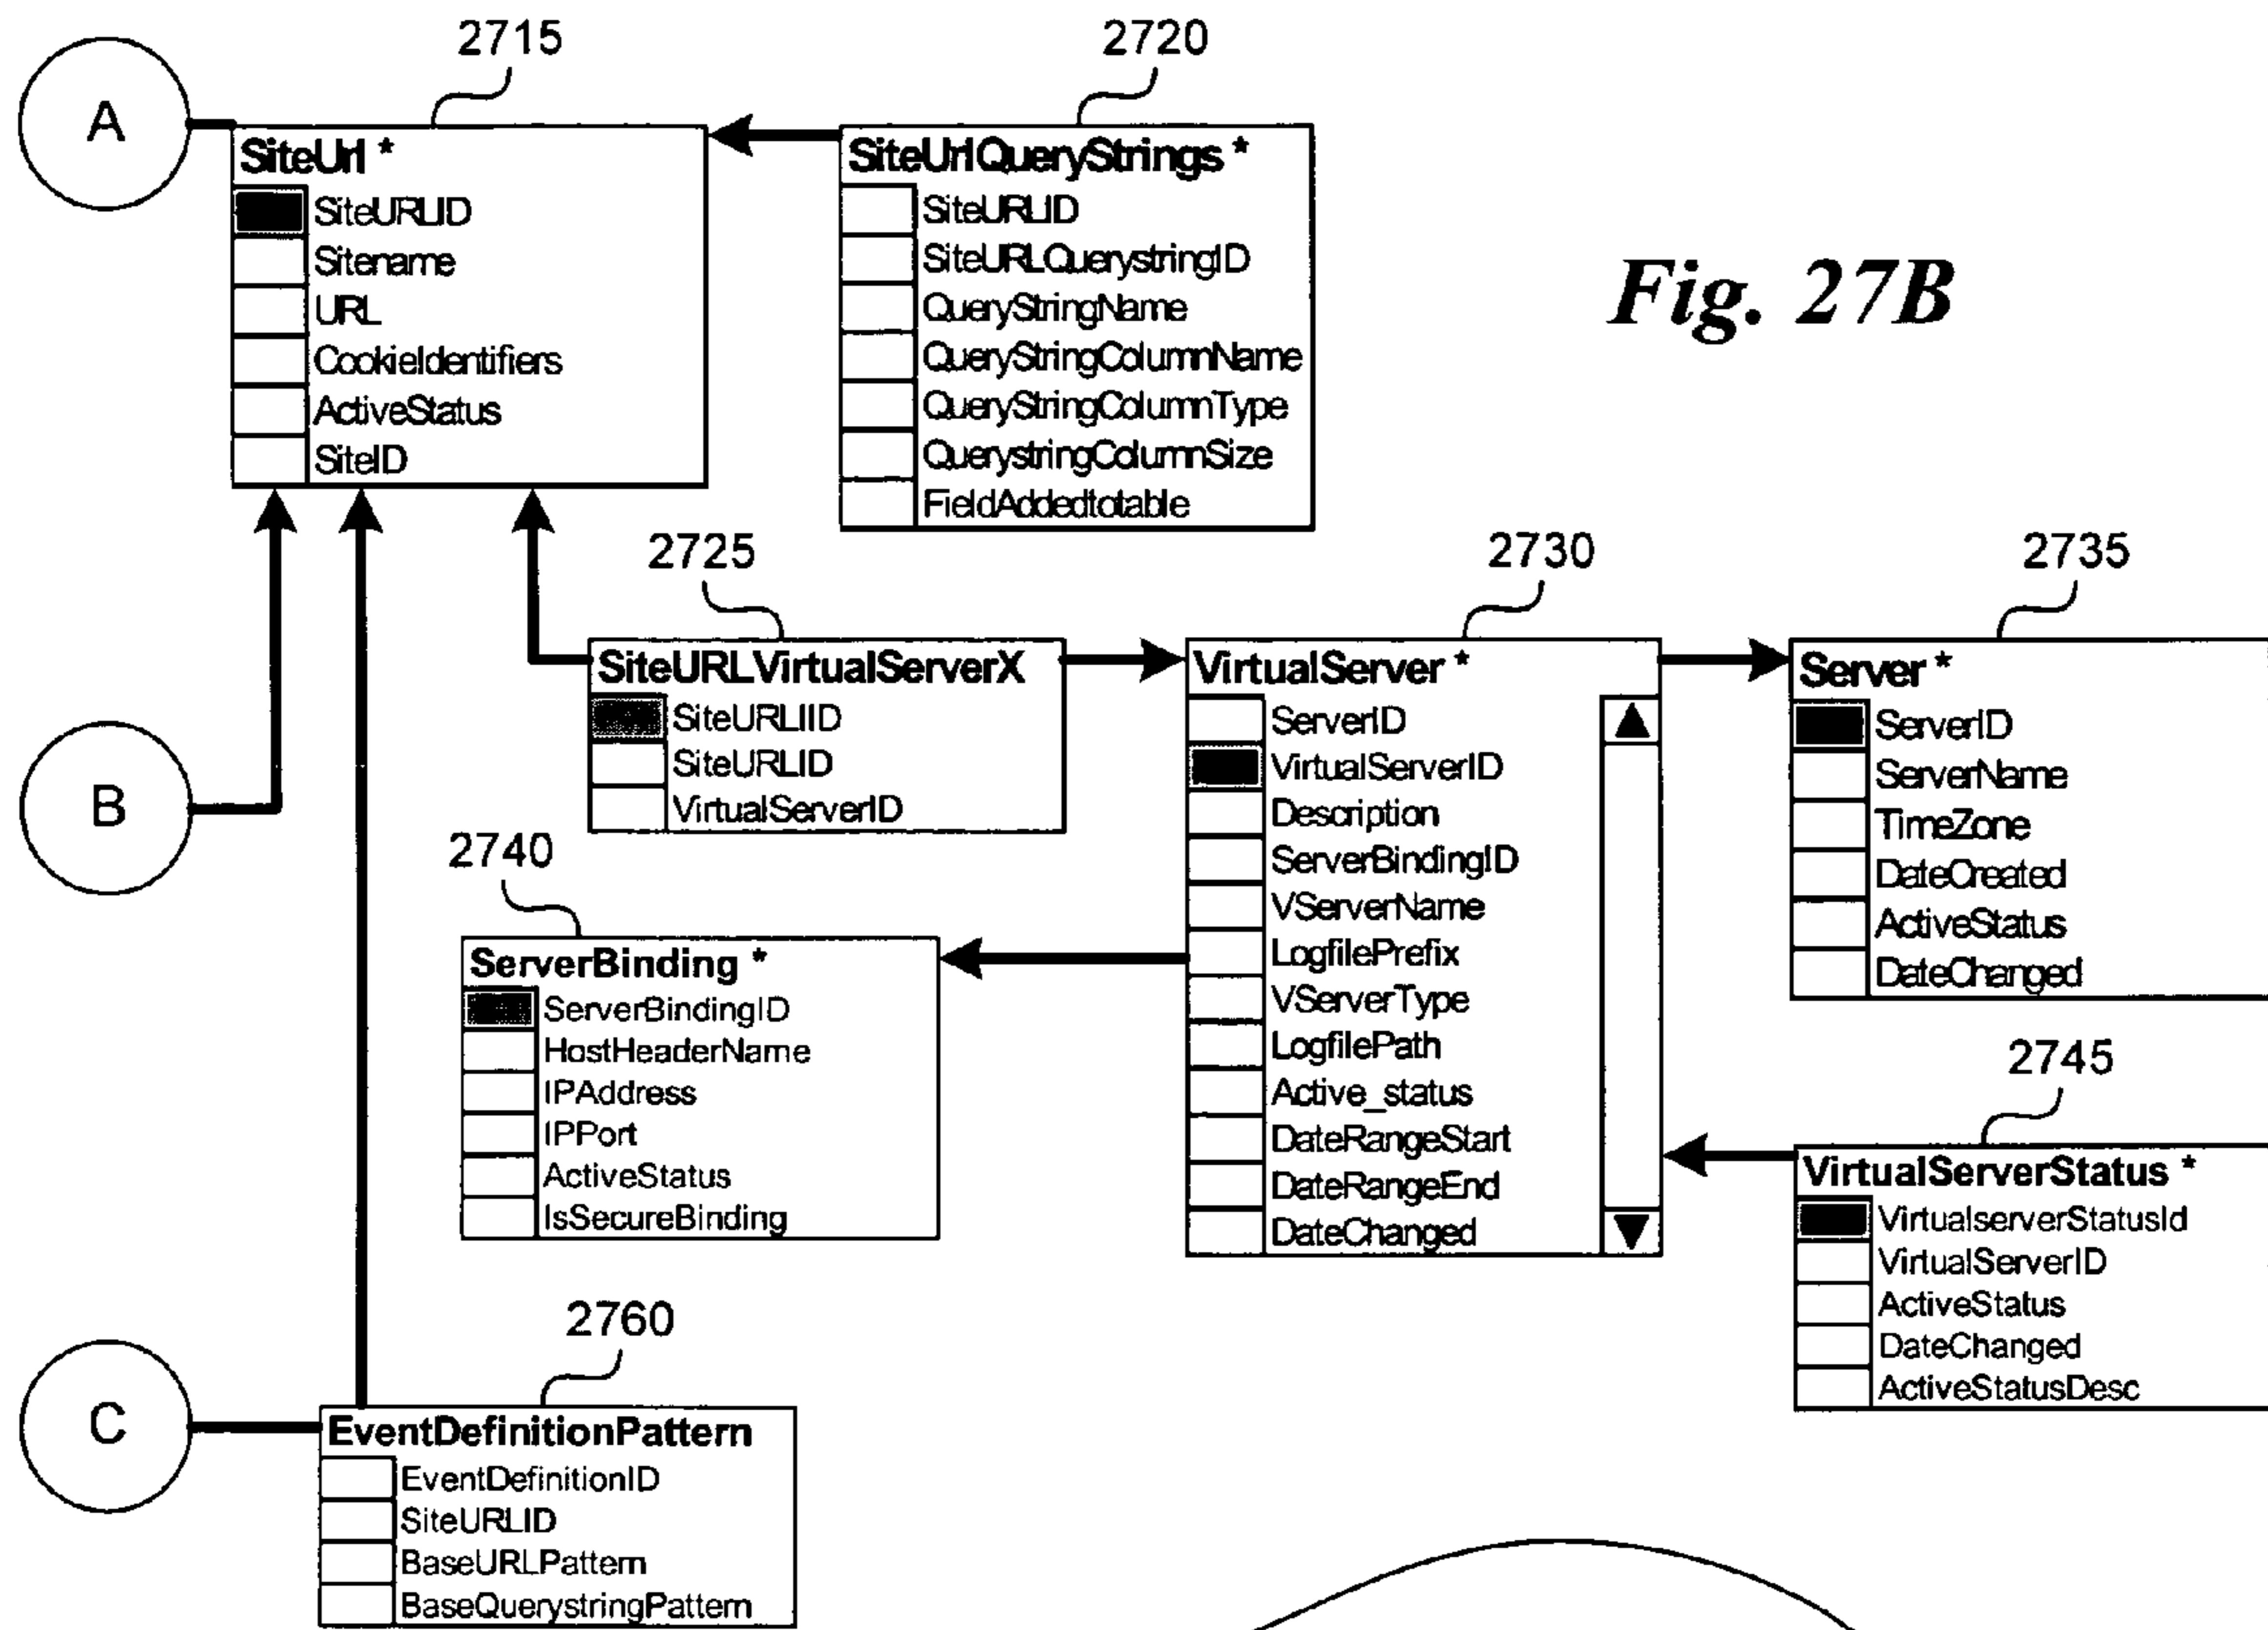 A
2715
SiteUrl *
SiteURLID
Sitename
URL
CookieIdentifiers
ActiveStatus
SiteID
2720
SiteUrlQueryStrings *
SiteURLID
SiteURLQuerystringID
QueryStringName
QueryStringColumnName
QueryStringColumnType
QuerystringColumnSize
FieldAddedtotable
Fig. 27B
B
2725
SiteURLVirtualServerX
SiteURLIID
SiteURLID
VirtualServerID
2730
VirtualServer *
ServerID
VirtualServerID
Description
ServerBindingID
VServerName
LogfilePrefix
VServerType
LogfilePath
Active_status
DateRangeStart
DateRangeEnd
DateChanged
2735
Server *
ServerID
ServerName
TimeZone
DateCreated
ActiveStatus
DateChanged
2740
ServerBinding *
ServerBindingID
HostHeaderName
IPAddress
IPPort
ActiveStatus
IsSecureBinding
2745
VirtualServerStatus *
VirtualserverStatusId
VirtualServerID
ActiveStatus
DateChanged
ActiveStatusDesc
C
2760
EventDefinitionPattern
EventDefinitionID
SiteURLID
BaseURLPattern
BaseQuerystringPattern